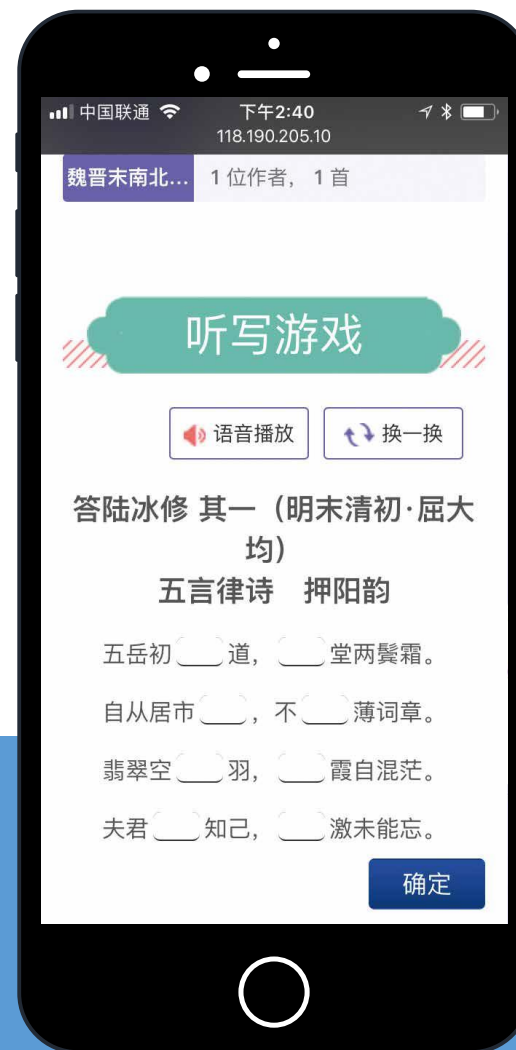 中国联通 下午2:40
118.190.205.10
魏晋末南北... 1 位作者， 1 首
听写游戏
语音播放 换一换
答陆冰修 其一（明末清初·屈大
均）
五言律诗 押阳韵
五岳初 道， 堂两鬓霜。
自从居市 ，不 薄词章。
翡翠空 羽， 霞自混茫。
夫君 知己， 激未能忘。
确定